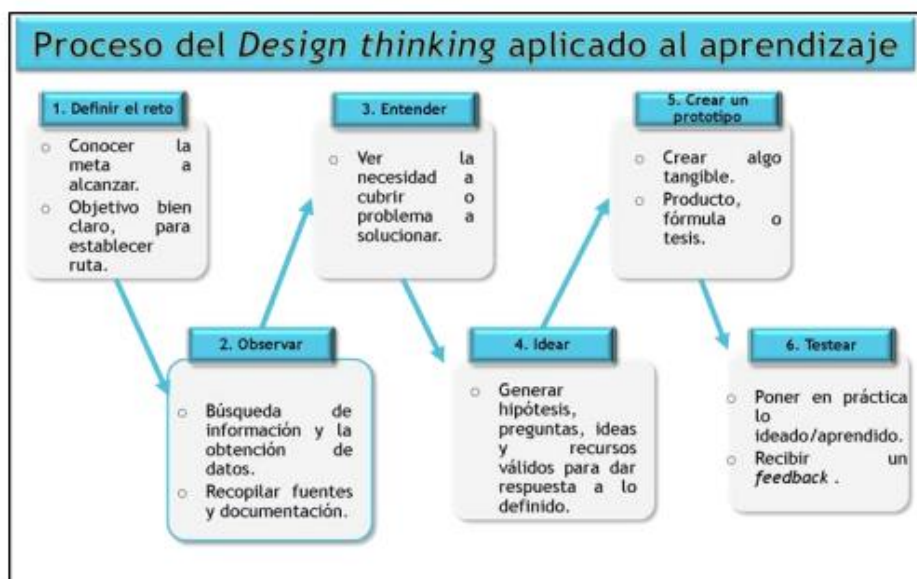 Proceso del Design thinking aplicado al aprendizaje
1. Definir el reto
○ Conocer la
meta a
alcanzar.
○ Objetivo bien
claro, para
establecer
ruta.
2. Observar
○ Búsqueda de
información y la
obtención de
datos.
○ Recopilar fuentes
y documentación.
3. Entender
○ Ver la
necesidad a
cubrir o
problema a
solucionar.
4. Idear
○ Generar
hipótesis,
preguntas, ideas
y recursos
válidos para dar
respuesta a lo
definido.
5. Crear un
prototipo
○ Crear algo
tangible.
○ Producto,
fórmula o
tesis.
6. Testear
○ Poner en práctica
lo
ideado/aprendido.
○ Recibir un
feedback .